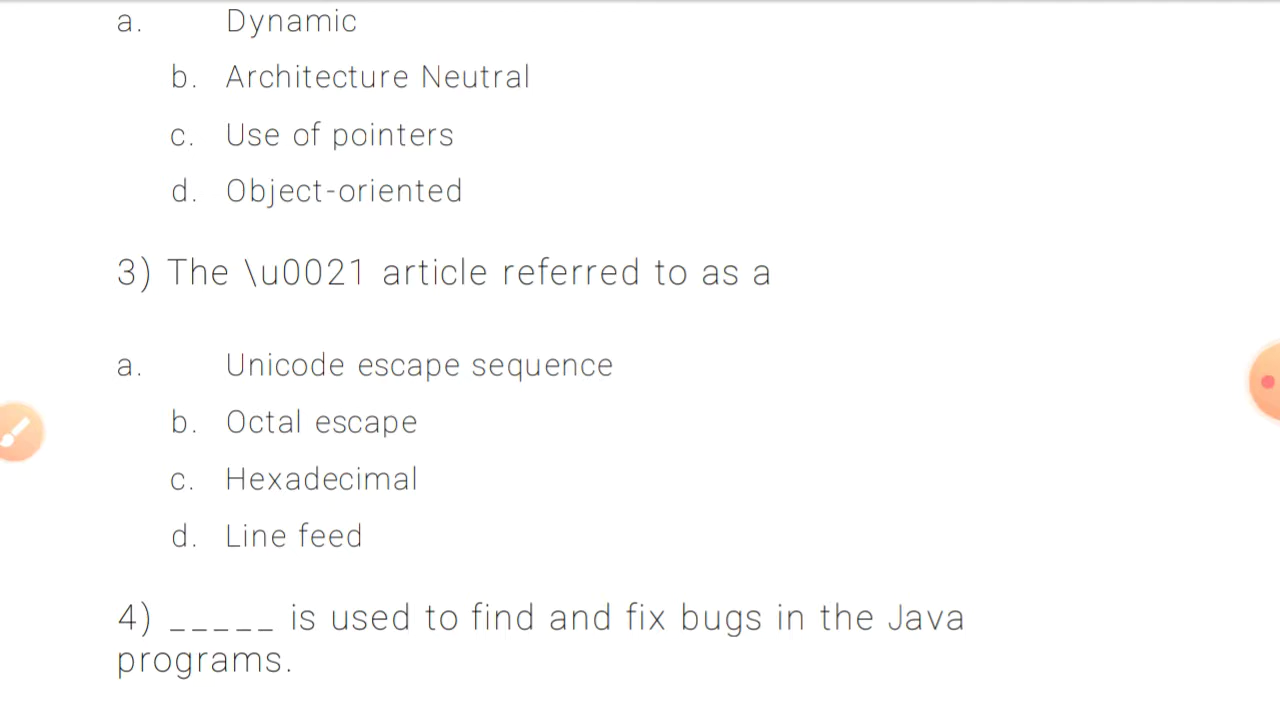 a. Dynamic
b. Architecture Neutral
c. Use of pointers
d. Object-oriented
3) The \u0021 article referred to as a
a. Unicode escape sequence
b. Octal escape
c. Hexadecimal
d. Line feed
4) _____ is used to find and fix bugs in the Java
programs.